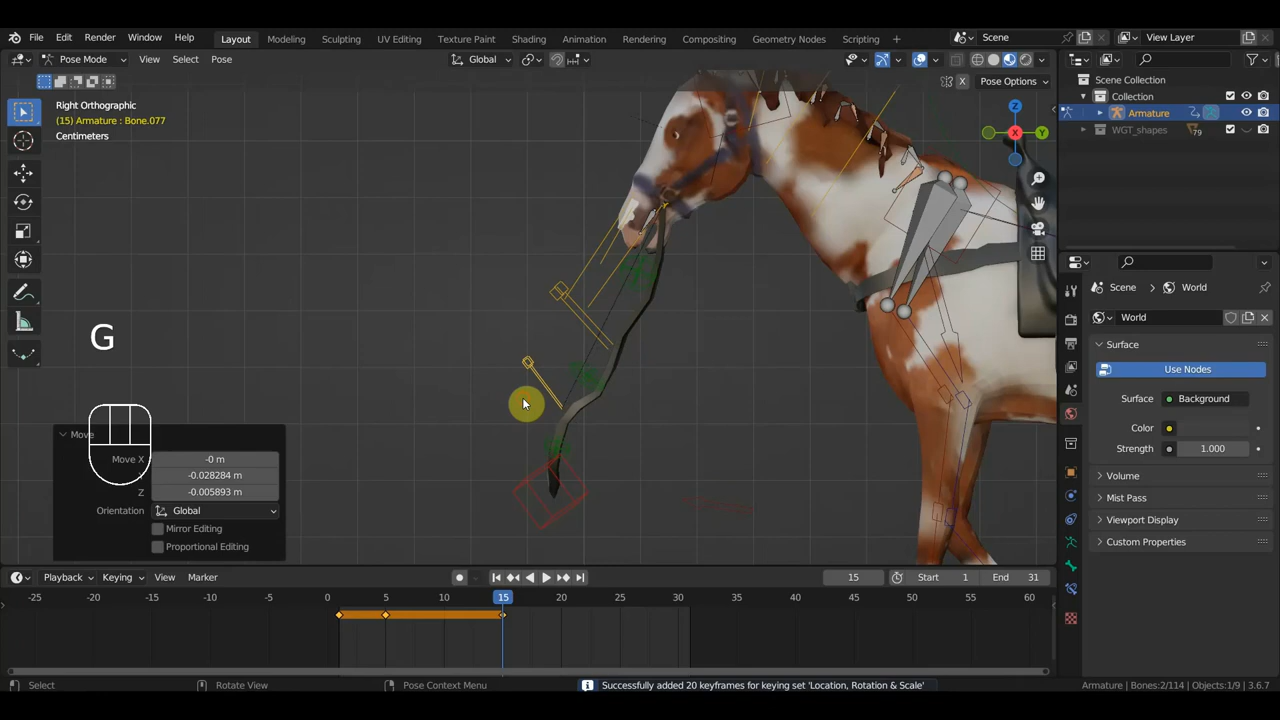 File Edit Render Window Help Layout Modeling Sculpting UV Editing Texture Paint Shading Animation Rendering Compositing Geometry Nodes Scripting + Scene View Layer
Pose Mode View Select Pose Global
X Pose Options
Right Orthographic
(15) Armature : Bone.077
Centimeters
Z
X
Y
G
Move
Move X -0 m
-0.028284 m
Z -0.005893 m
Orientation Global
Mirror Editing
Proportional Editing
Scene Collection
Collection
Armature
WGT_shapes 79
Scene > World
World
Surface
Use Nodes
Surface Background
Color
Strength 1.000
Volume
Mist Pass
Viewport Display
Custom Properties
Playback Keying View Marker 15 Start 1 End 31
-25 -20 -15 -10 -5 0 5 10 15 20 25 30 35 40 45 50 55 60
Select Rotate View Pose Context Menu Successfully added 20 keyframes for keying set 'Location, Rotation & Scale' Armature | Bones:2/114 | Objects:1/9 | 3.6.7